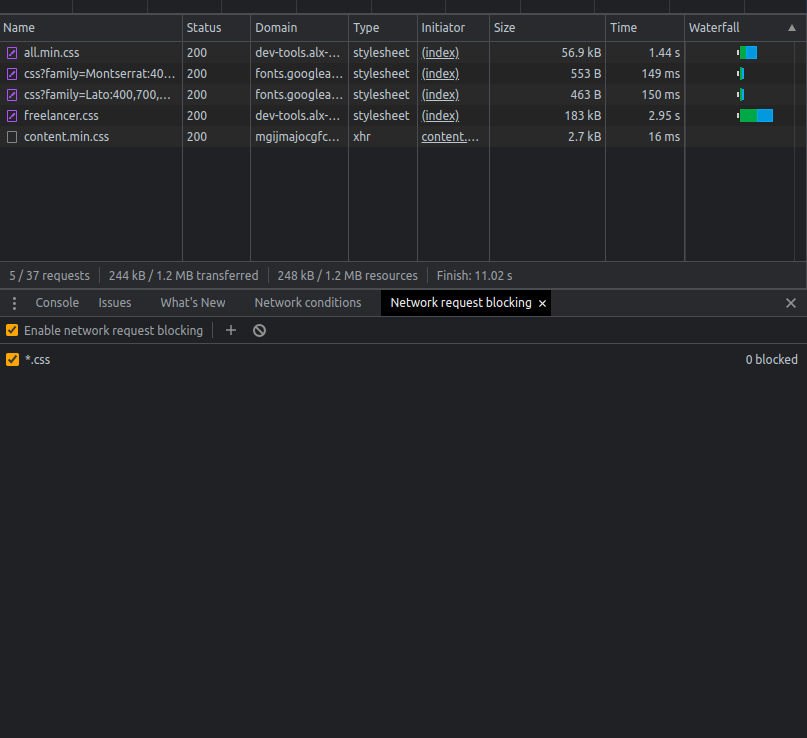 Name Status Domain Type Initiator Size Time Waterfall
all.min.css 200 dev-tools.alx-... stylesheet (index) 56.9 kB 1.44 s
css?family=Montserrat:40... 200 fonts.googlea... stylesheet (index) 553 B 149 ms
css?family=Lato:400,700,... 200 fonts.googlea... stylesheet (index) 463 B 150 ms
freelancer.css 200 dev-tools.alx-... stylesheet (index) 183 kB 2.95 s
content.min.css 200 mgijmajocgfc... xhr content.... 2.7 kB 16 ms
5 / 37 requests 244 kB / 1.2 MB transferred 248 kB / 1.2 MB resources Finish: 11.02 s
Console Issues What's New Network conditions Network request blocking
Enable network request blocking
*.css 0 blocked